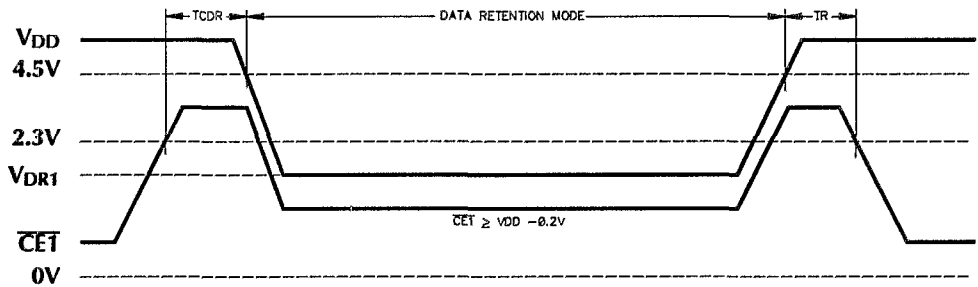 TCDR DATA RETENTION MODE TR
VDD
4.5V
2.3V
VDR1
CE1 ≥ VDD -0.2V
CE1
0V